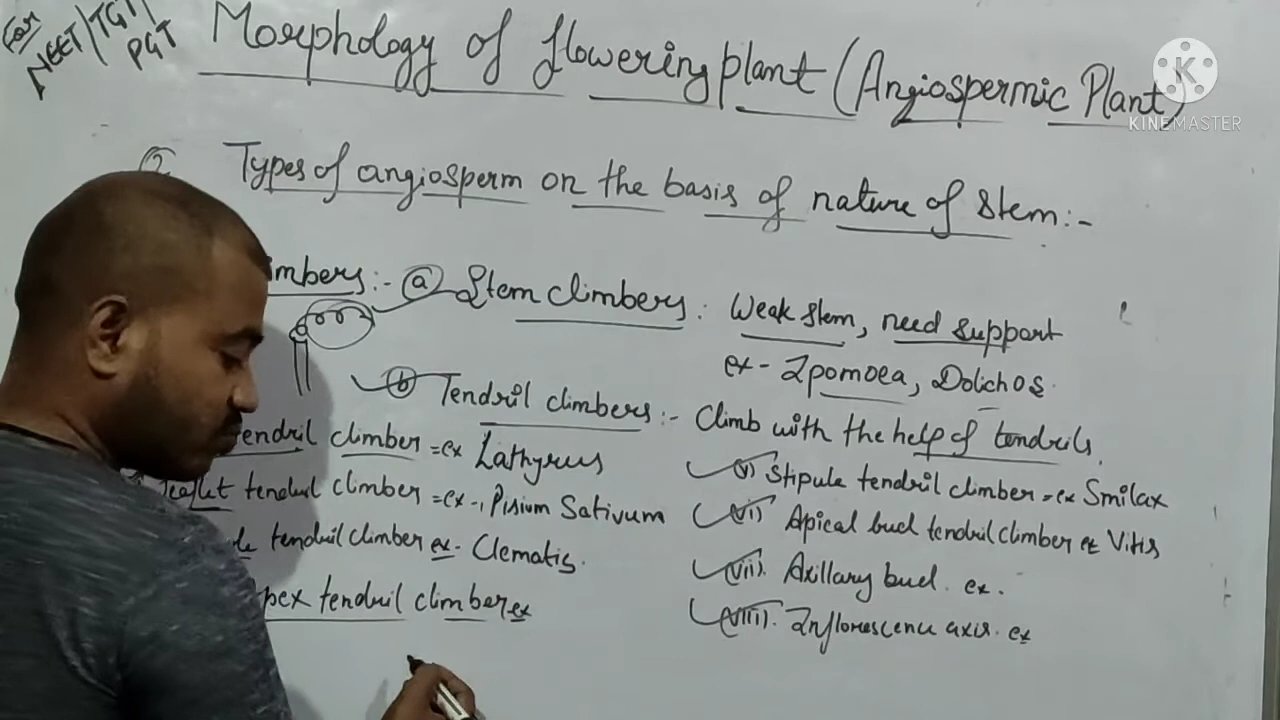 For
NEET/TGT/
PGT
Morphology of flowering plant (Angiospermic Plant)
KINEMASTER
Types of angiosperm on the basis of nature of stem:-
imbers:- (a) Stem climbers: Weak stem, need support
ex- Ipomoea, Dolichos.
(b) Tendril climbers:- Climb with the help of tendrils.
endril climber = ex Lathyrus
Leaflet tendril climber = ex-, Pisium Sativum
le tendril climber ex- Clematis.
pex tendril climber ex
(v) Stipule tendril climber = ex Smilax
(vi) Apical bud tendril climber ex Vitis
(vii). Axillary bud. ex.
(viii). Inflorescence axis. ex